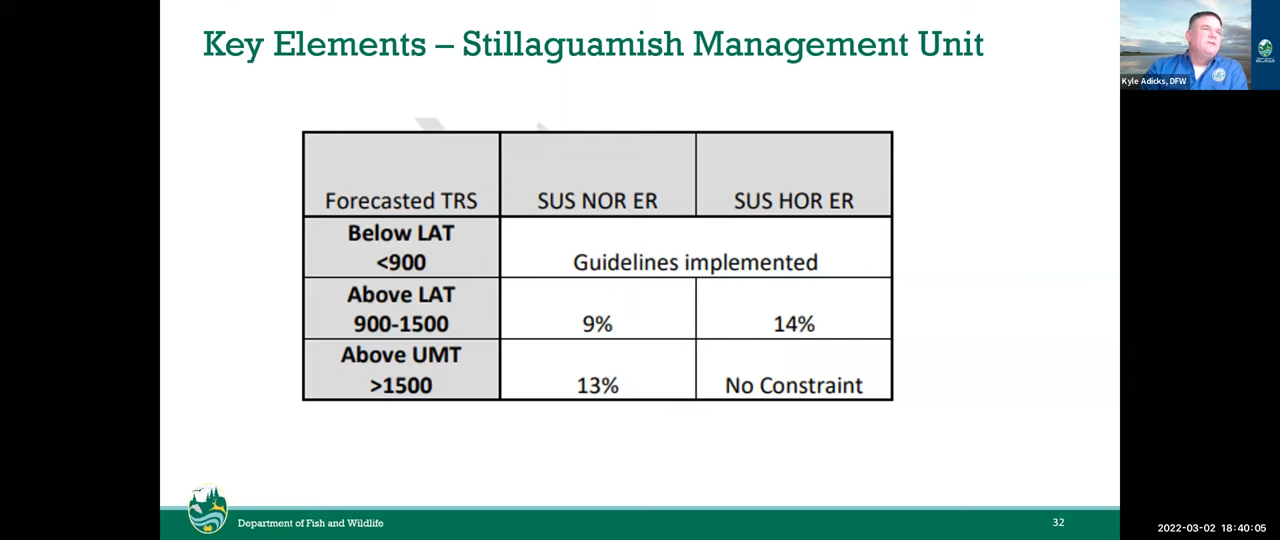 Key Elements – Stillaguamish Management Unit
Kyle Adicks, DFW
Forecasted TRS
SUS NOR ER
SUS HOR ER
Below LAT
<900
Guidelines implemented
Above LAT
900-1500
9%
14%
Above UMT
>1500
13%
No Constraint
Department of Fish and Wildlife
32
2022-03-02 18:40:05